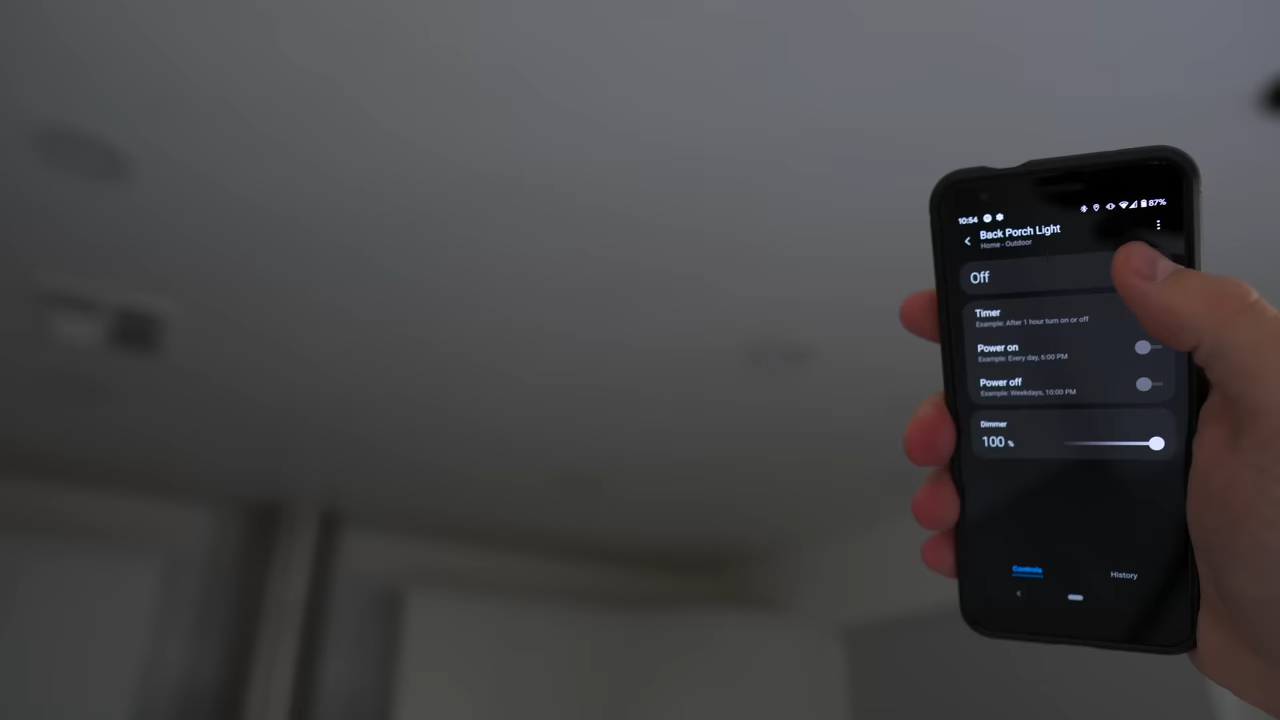 10:54
87%
Back Porch Light
Home - Outdoor
Off
Timer
Example: After 1 hour turn on or off
Power on
Example: Every day, 6:00 PM
Power off
Example: Weekdays, 10:00 PM
Dimmer
100 %
Controls
History